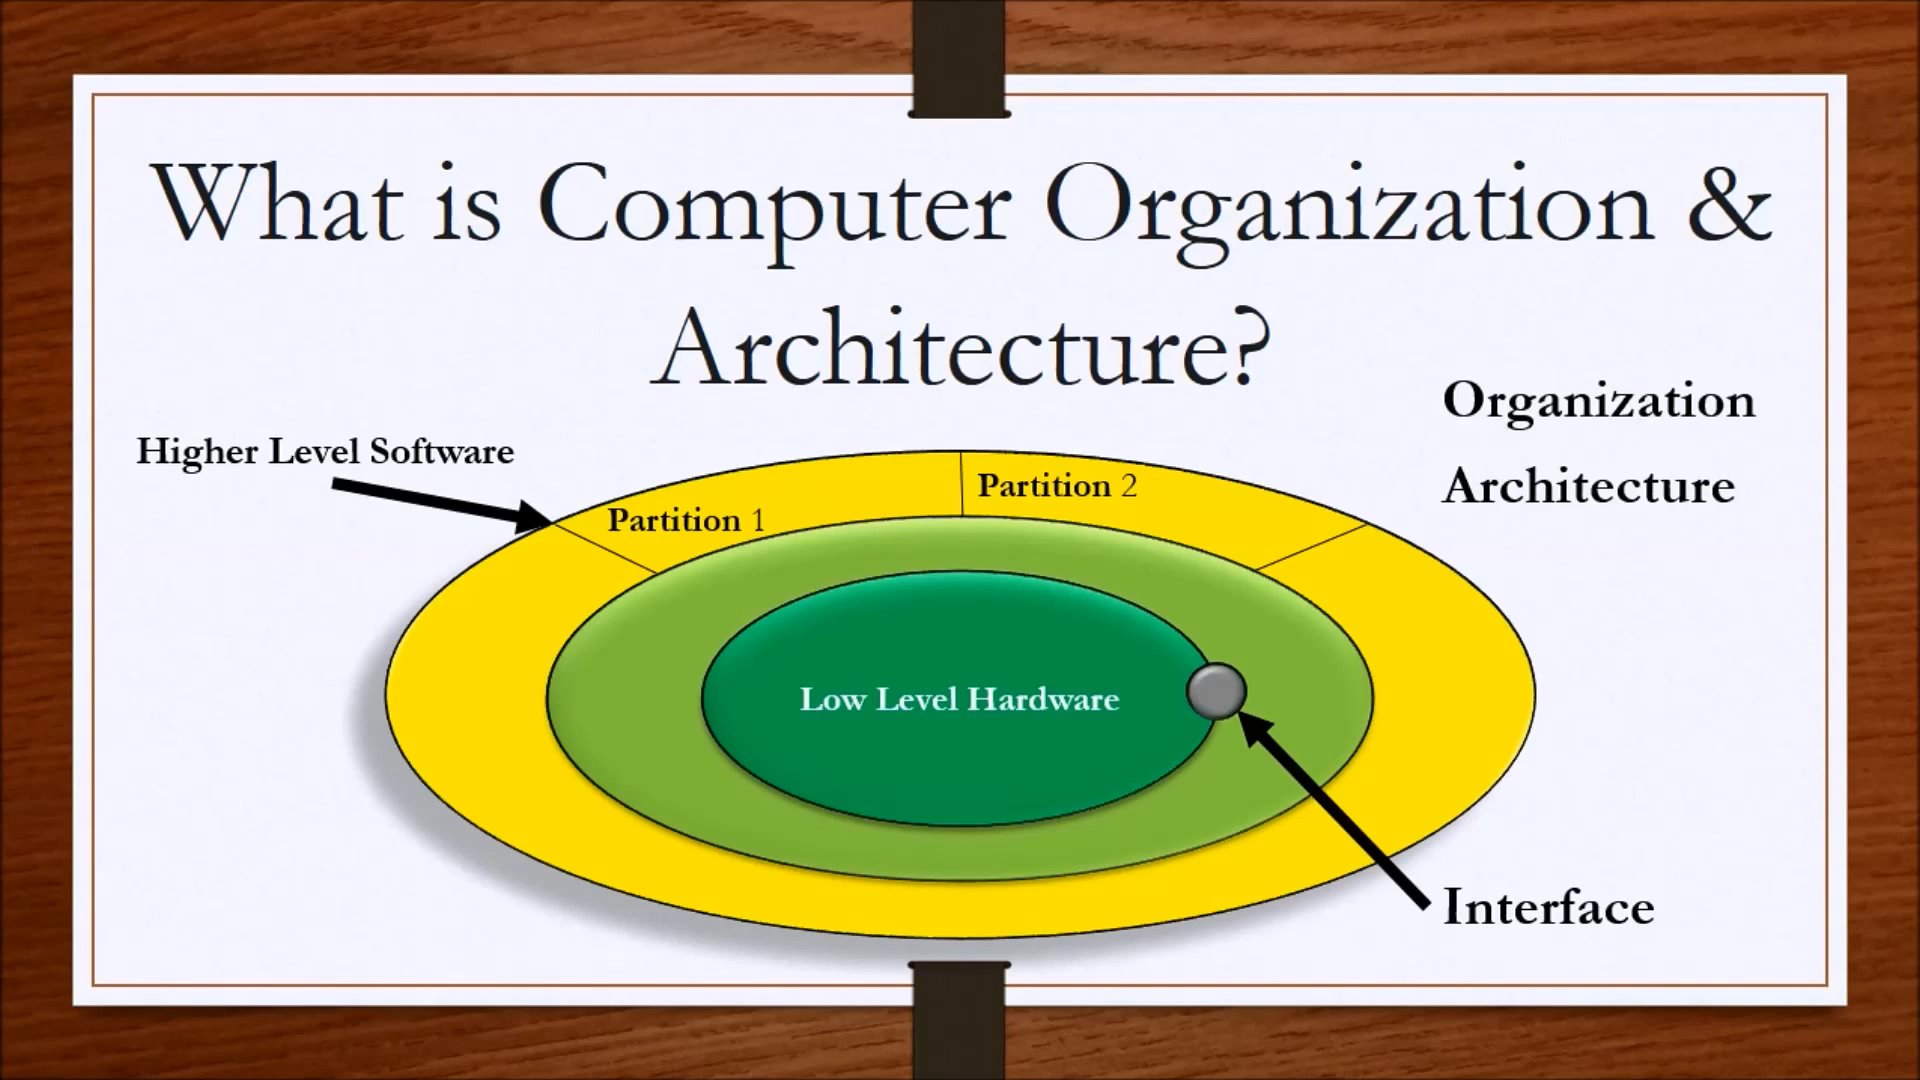 What is Computer Organization &
Architecture?
Organization
Architecture
Higher Level Software
Partition 1
Partition 2
Low Level Hardware
Interface